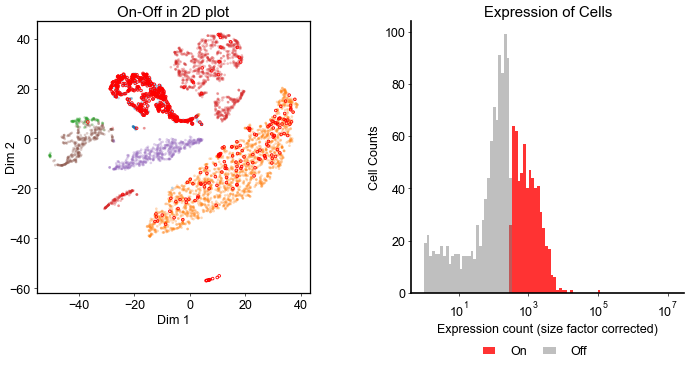 On-Off in 2D plot
Dim 2
40
20
0
−20
−40
−60
−40
−20
0
20
40
Dim 1
Expression of Cells
Cell Counts
100
80
60
40
20
0
10^1
10^3
10^5
10^7
Expression count (size factor corrected)
On
Off